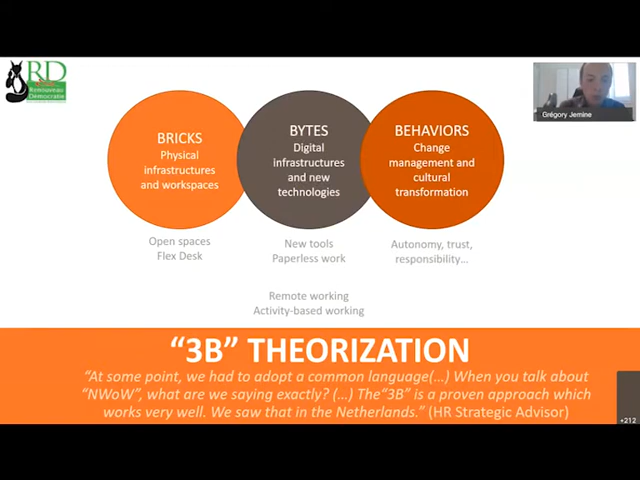 RD
Renouveau
Démocratie
Grégory Jemine
BRICKS
Physical
infrastructures
and workspaces
BYTES
Digital
infrastructures
and new
technologies
BEHAVIORS
Change
management and
cultural
transformation
Open spaces
Flex Desk
New tools
Paperless work
Autonomy, trust,
responsibility…
Remote working
Activity-based working
“3B” THEORIZATION
“At some point, we had to adopt a common language(…) When you talk about
“NWoW”, what are we saying exactly? (…) The“3B” is a proven approach which
works very well. We saw that in the Netherlands.” (HR Strategic Advisor)
+212